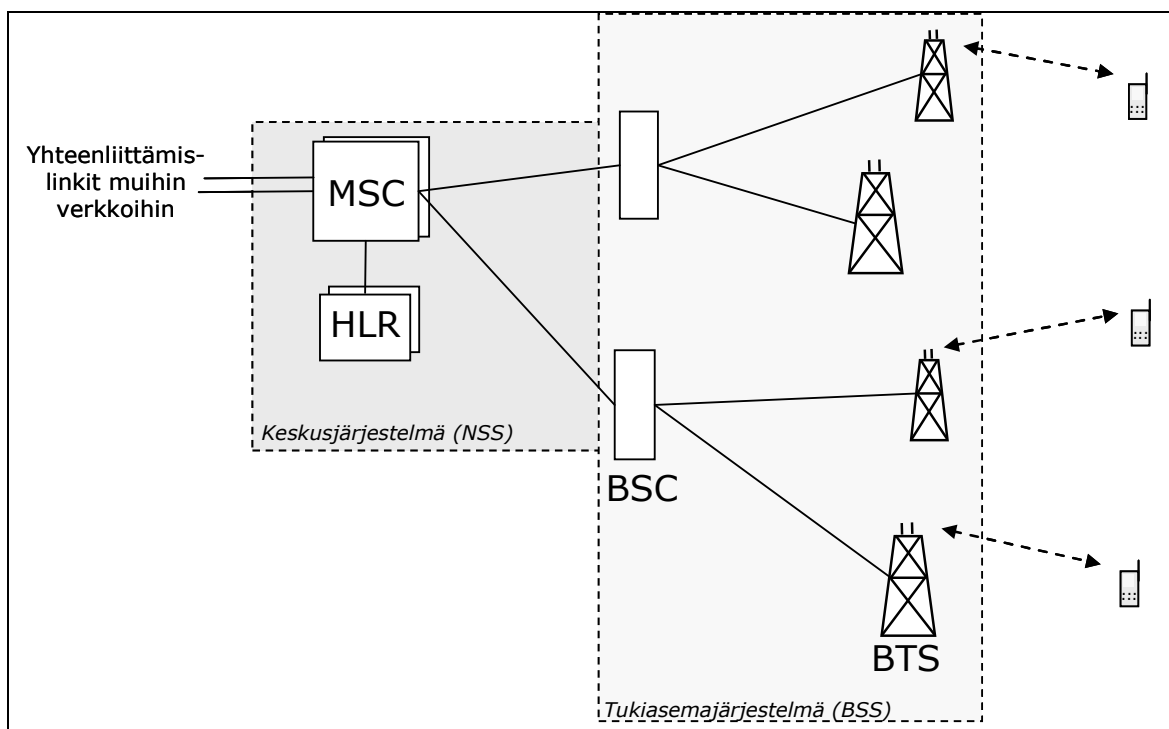 Yhteenliittämis-
linkit muihin
verkkoihin
MSC
HLR
Keskusjärjestelmä (NSS)
BSC
BTS
Tukiasemajärjestelmä (BSS)